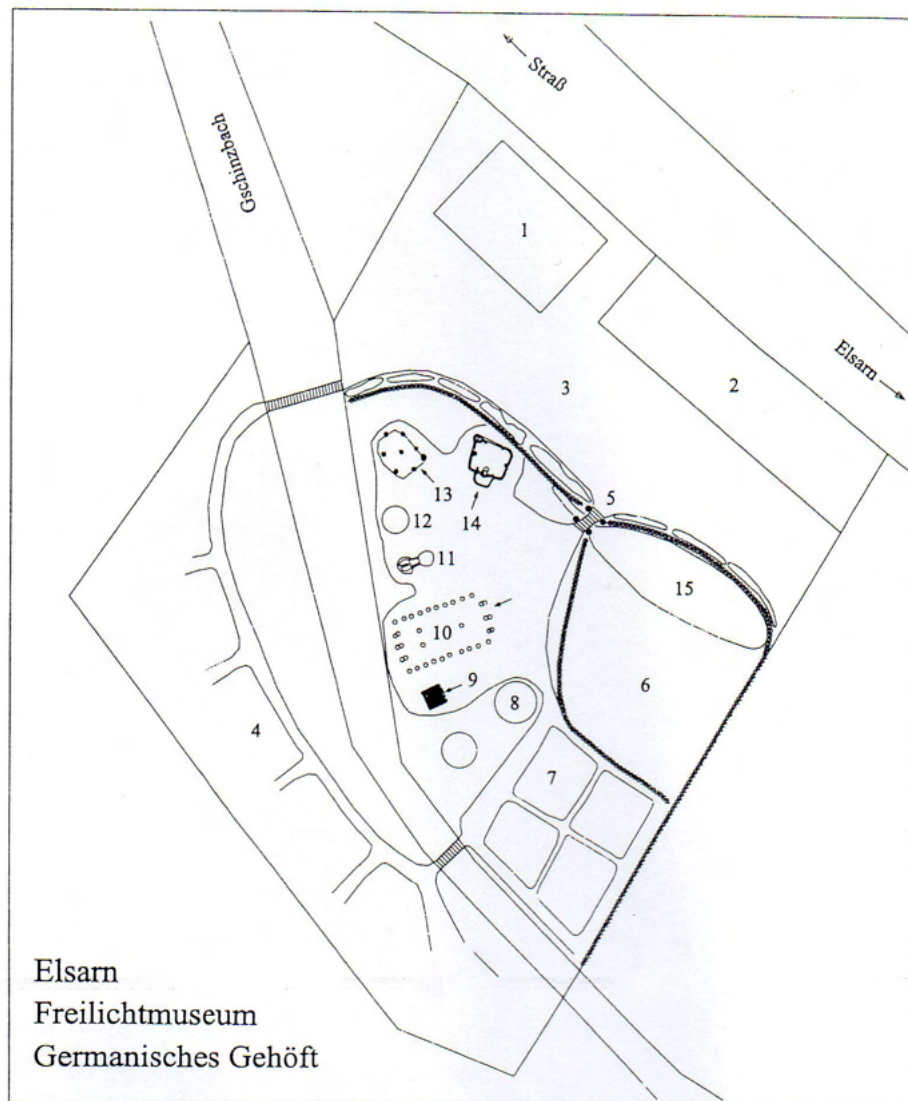 Straß
Gschinzbach
1
Elsarn
2
3
5
13
14
12
11
15
10
6
9
8
4
7
Elsarn
Freilichtmuseum
Germanisches Gehöft